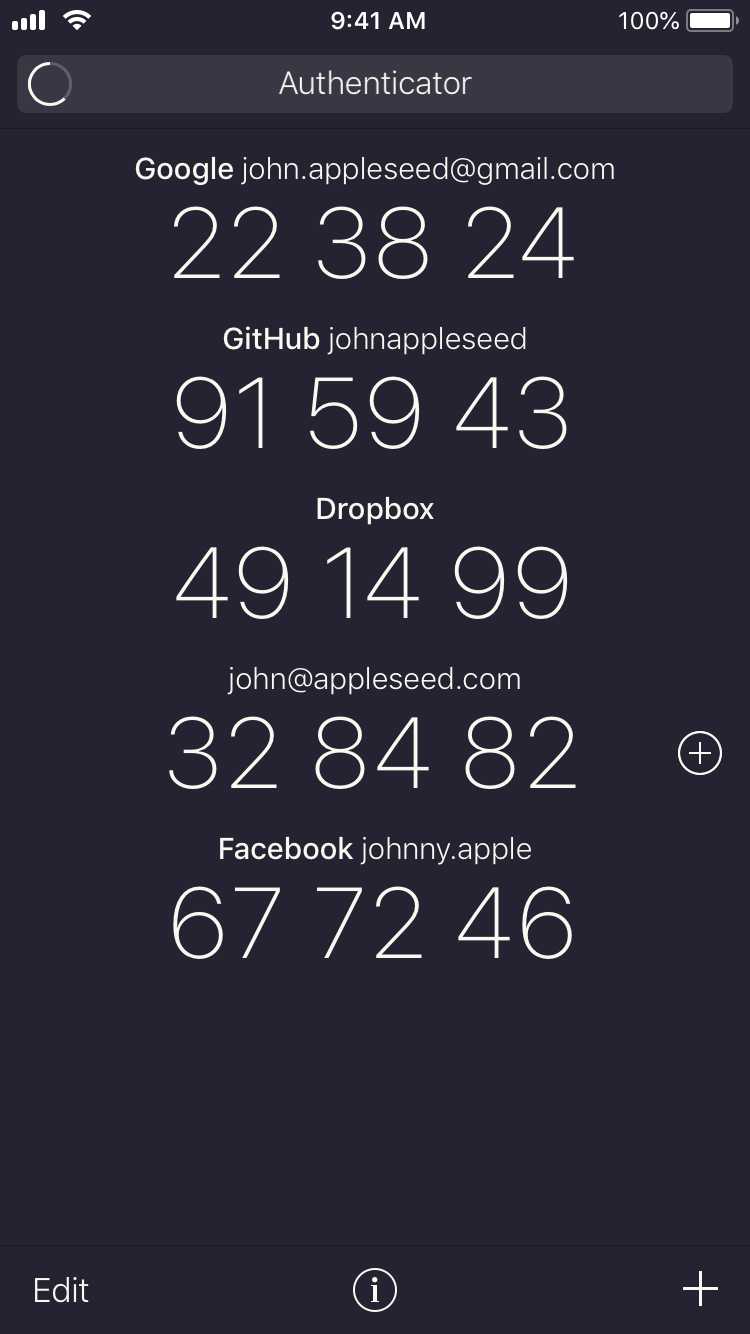 9:41 AM 100%
Authenticator
Google john.appleseed@gmail.com
22 38 24
GitHub johnappleseed
91 59 43
Dropbox
49 14 99
john@appleseed.com
32 84 82
Facebook johnny.apple
67 72 46
Edit